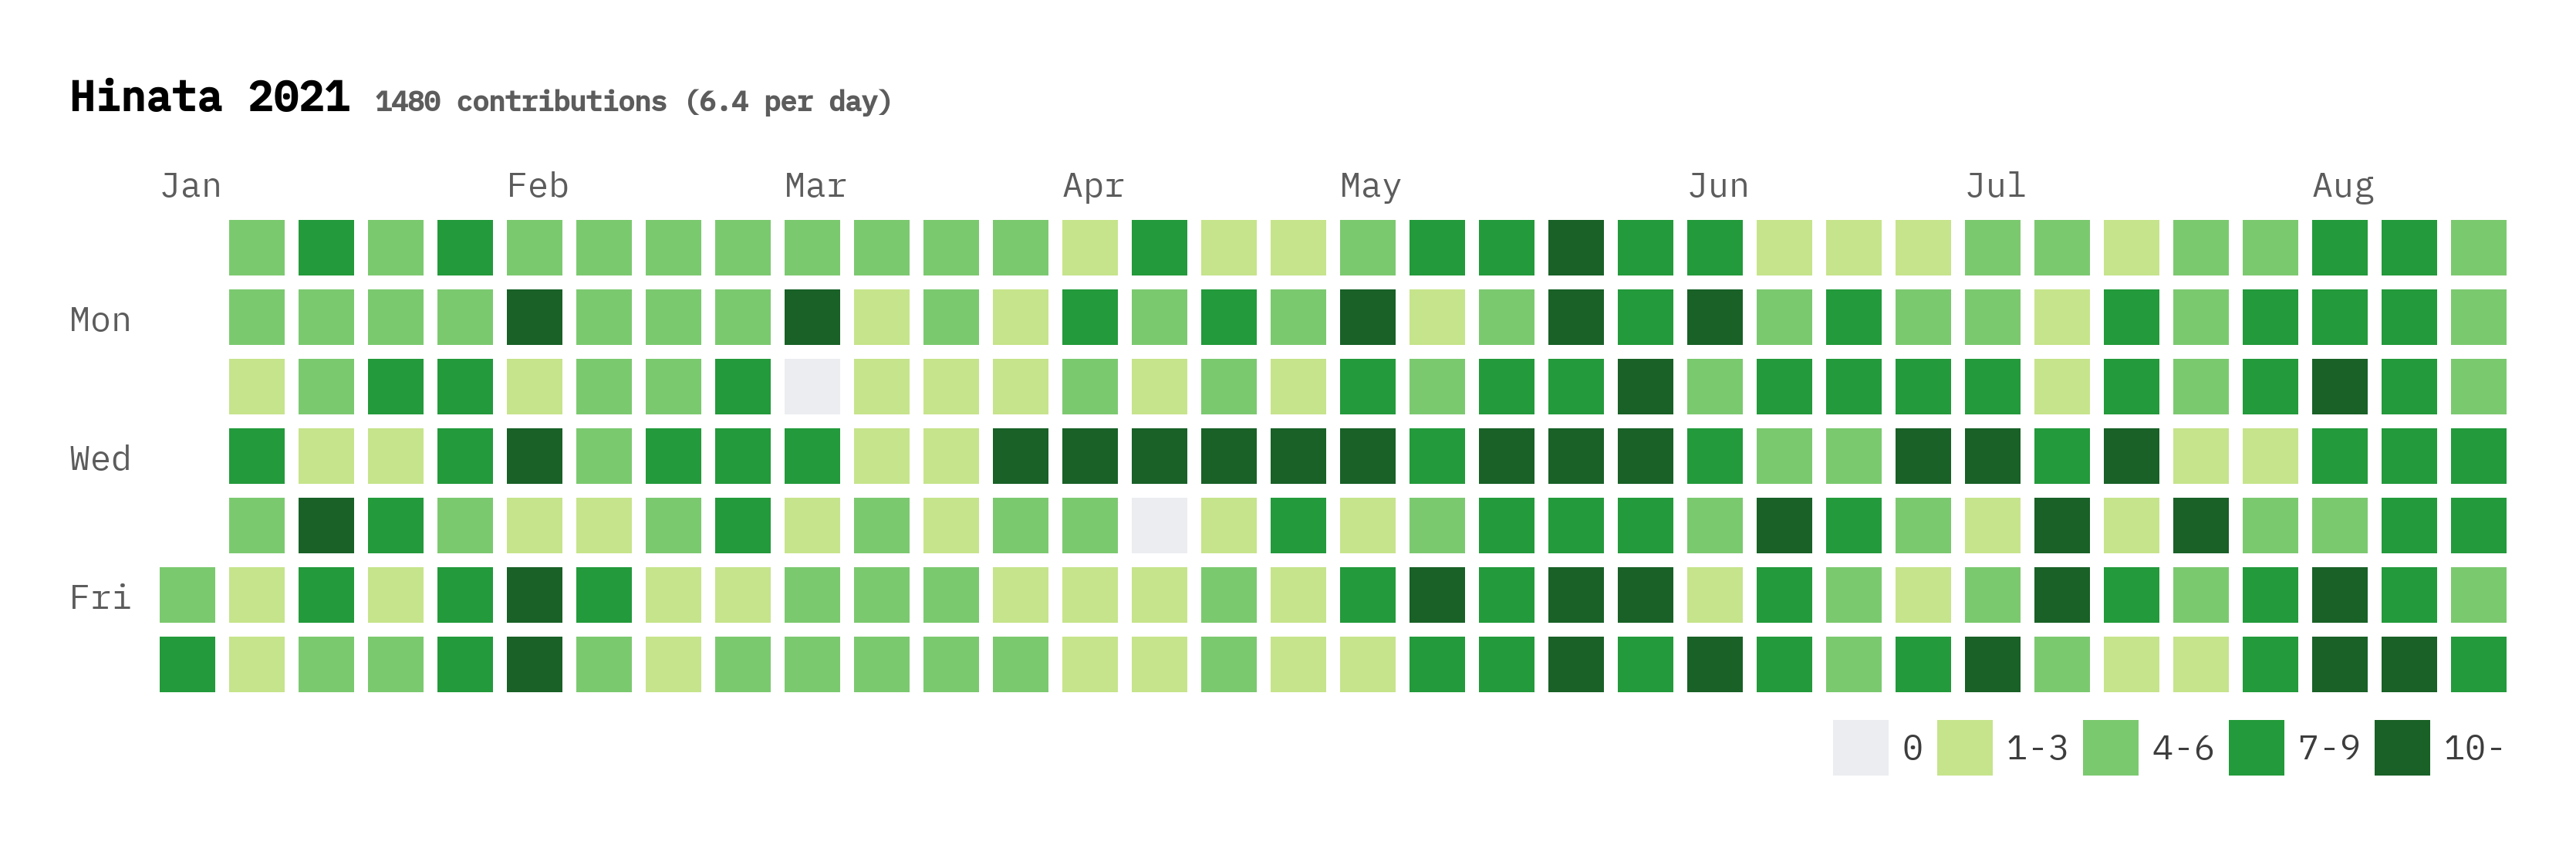 Hinata 2021 1480 contributions (6.4 per day)
Jan Feb Mar Apr May Jun Jul Aug
Mon
Wed
Fri
0 1-3 4-6 7-9 10-